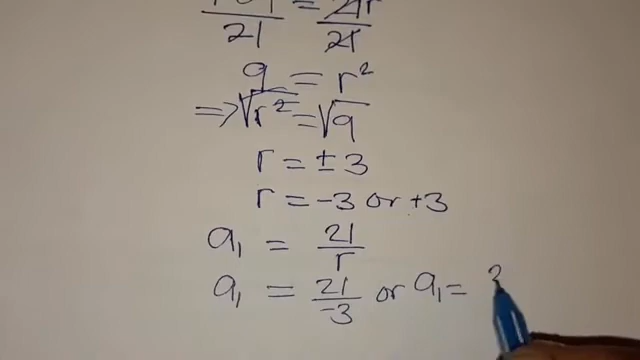 21 = 21
9 = r²
⇒ √r² = √9
r = ± 3
r = -3 or +3
a₁ = 21/r
a₁ = 21/-3 or a₁ =